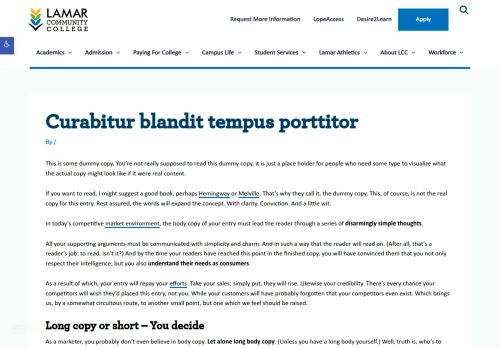 LAMAR
COMMUNITY
COLLEGE
Request More Information LopeAccess Desire2Learn Apply
Academics Admission Paying For College Campus Life Student Services Lamar Athletics About LCC Workforce
Curabitur blandit tempus porttitor
By /
This is some dummy copy. You're not really supposed to read this dummy copy, it is just a place holder for people who need some type to visualize what
the actual copy might look like if it were real content.
If you want to read, I might suggest a good book, perhaps Hemingway or Melville. That's why they call it, the dummy copy. This, of course, is not the real
copy for this entry. Rest assured, the words will expand the concept. With clarity. Conviction. And a little wit.
In today's competitive market environment, the body copy of your entry must lead the reader through a series of disarmingly simple thoughts.
All your supporting arguments must be communicated with simplicity and charm. And in such a way that the reader will read on. (After all, that's a
reader's job: to read, isn't it?) And by the time your readers have reached this point in the finished copy, you will have convinced them that you not only
respect their intelligence, but you also understand their needs as consumers.
As a result of which, your entry will repay your efforts. Take your sales; simply put, they will rise. Likewise your credibility. There's every chance your
competitors will wish they'd placed this entry, not you. While your customers will have probably forgotten that your competitors even exist. Which brings
us, by a somewhat circuitous route, to another small point, but one which we feel should be raised.
Long copy or short – You decide
As a marketer, you probably don't even believe in body copy. Let alone long body copy. (Unless you have a long body yourself.) Well, truth is, who's to